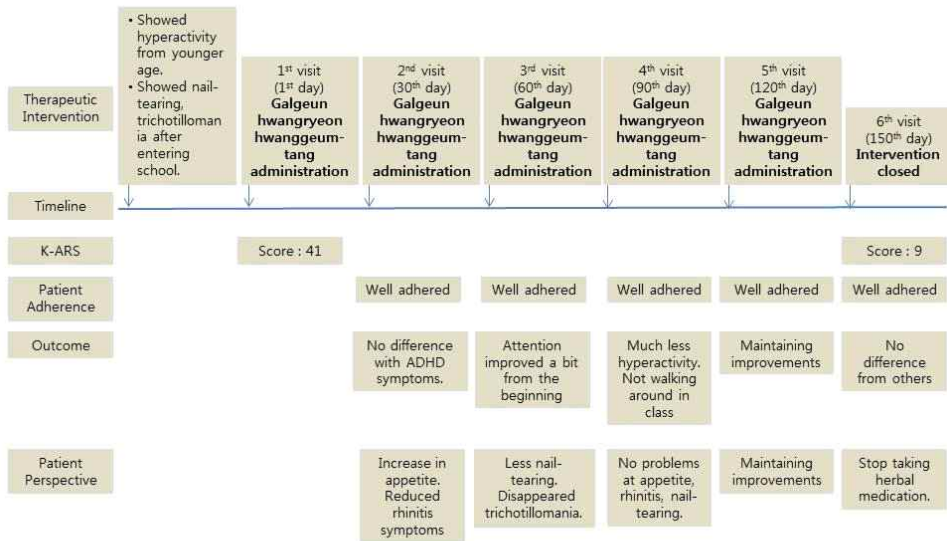 • Showed
hyperactivity
from younger
age.
• Showed nail-
tearing,
trichotilloman
ia after
entering
school.
Therapeutic
Intervention
1st visit
(1st day)
Galgeun
hwangryeon
hwanggeum-
tang
administration
2nd visit
(30th day)
Galgeun
hwangryeon
hwanggeum-
tang
administration
3rd visit
(60th day)
Galgeun
hwangryeon
hwanggeum-
tang
administration
4th visit
(90th day)
Galgeun
hwangryeon
hwanggeum-
tang
administration
5th visit
(120th day)
Galgeun
hwangryeon
hwanggeum-
tang
administration
6th visit
(150th day)
Intervention
closed
Timeline
K-ARS
Score : 41
Score : 9
Patient
Adherence
Well adhered
Well adhered
Well adhered
Well adhered
Well adhered
Outcome
No difference
with ADHD
symptoms.
Attention
improved a bit
from the
beginning
Much less
hyperactivity.
Not walking
around in
class
Maintaining
improvements
No
difference
from others
Patient
Perspective
Increase in
appetite.
Reduced
rhinitis
symptoms
Less nail-
tearing.
Disappeared
trichotillomania.
No problems
at appetite,
rhinitis, nail-
tearing.
Maintaining
improvements
Stop taking
herbal
medication.